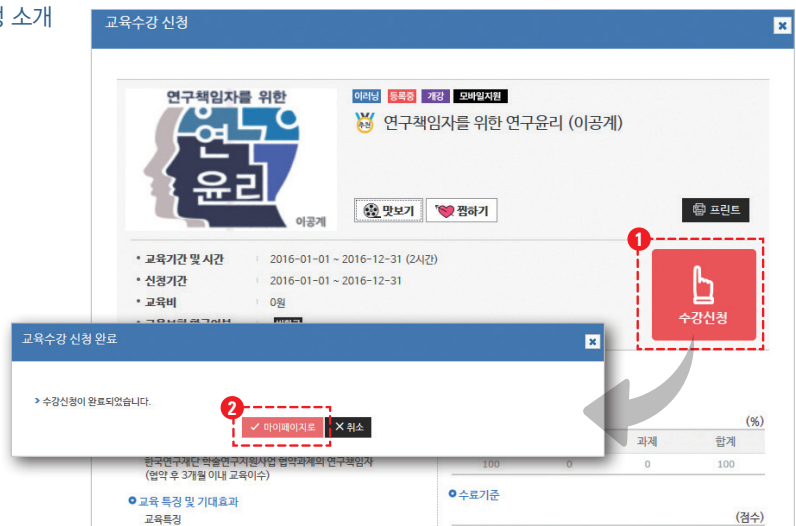 소개
교육수강 신청
연구책임자를 위한
연구
윤리
이공계
이러닝 등록중 개강 모바일지원
추천 연구책임자를 위한 연구윤리 (이공계)
맛보기 찜하기 프린트
1
• 교육기간 및 시간 2016-01-01 ~ 2016-12-31 (2시간)
• 신청기간 2016-01-01 ~ 2016-12-31
• 교육비 0원
수강신청
교육수강 신청 완료
> 수강신청이 완료되었습니다.
2
✓ 마이페이지로 ✕ 취소
(%)
과제 합계
100 0 0 100
한국연구재단 학술연구지원사업 협약과제의 연구책임자
(협약 후 3개월 이내 교육이수)
교육 특징 및 기대효과
교육특징
수료기준
(점수)